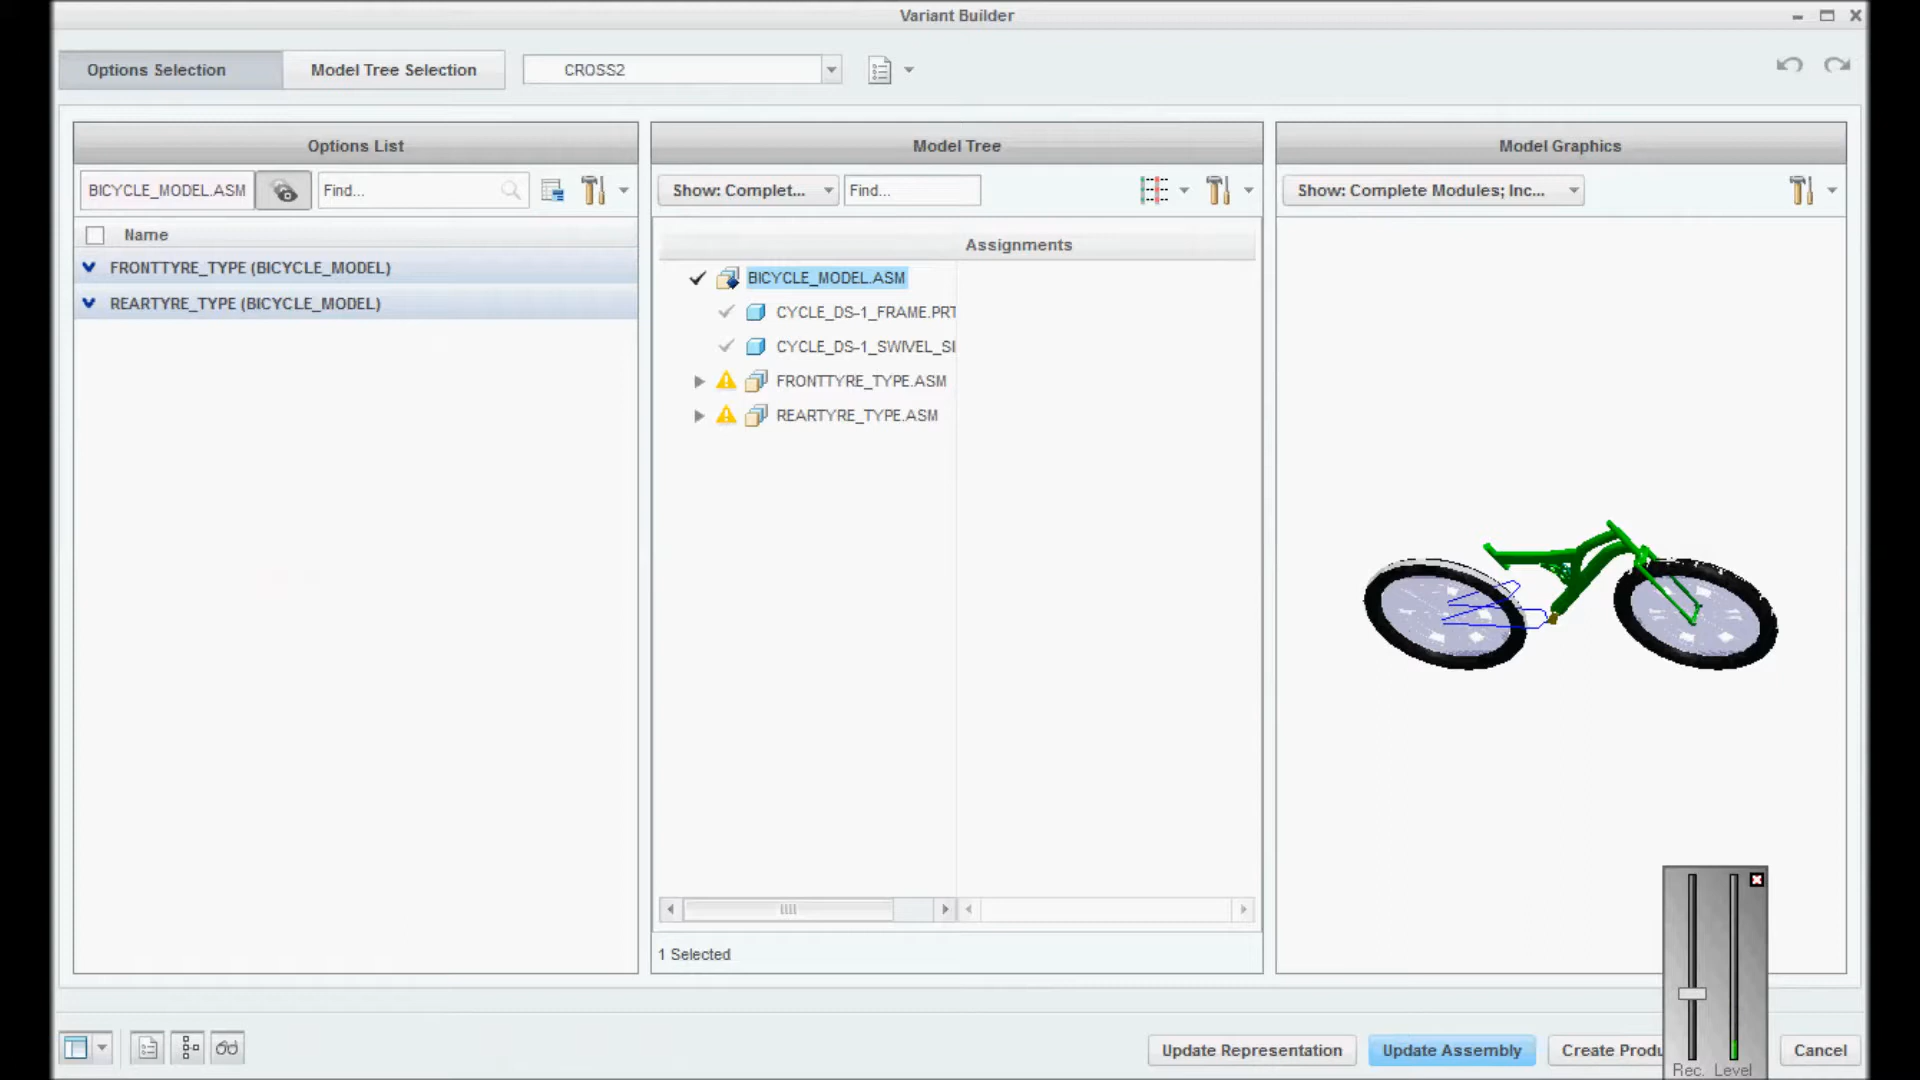 Variant Builder
Options Selection
Model Tree Selection
CROSS2
Options List
BICYCLE_MODEL.ASM
Find...
Name
FRONTTYRE_TYPE (BICYCLE_MODEL)
REARTYRE_TYPE (BICYCLE_MODEL)
Model Tree
Show: Complet...
Find...
Assignments
BICYCLE_MODEL.ASM
CYCLE_DS-1_FRAME.PRT
CYCLE_DS-1_SWIVEL_SI
FRONTTYRE_TYPE.ASM
REARTYRE_TYPE.ASM
1 Selected
Model Graphics
Show: Complete Modules; Inc...
Update Representation
Update Assembly
Create Produ
Cancel
Rec. Level